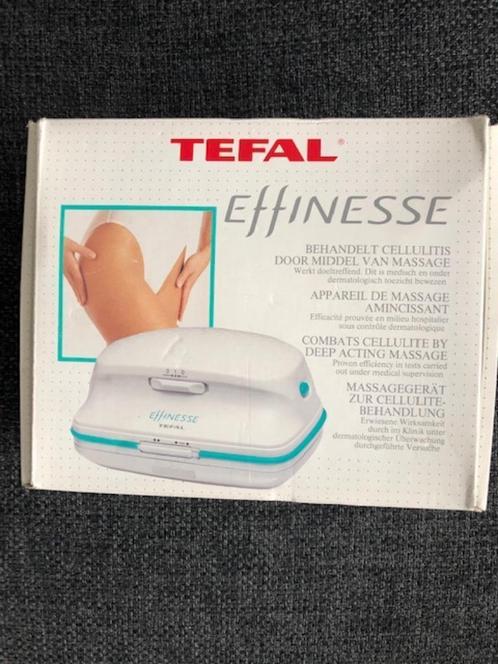 TEFAL®
EffINESSE
BEHANDELT CELLULITIS
DOOR MIDDEL VAN MASSAGE
Werkt doeltreffend. Dit is medisch en onder
dermatologisch toezicht bewezen
APPAREIL DE MASSAGE
AMINCISSANT
Efficacité prouvée en milieu hospitalier
sous contrôle dermatologique
COMBATS CELLULITE BY
DEEP ACTING MASSAGE
Proven efficiency in tests carried
out under medical supervision
MASSAGEGERÄT
ZUR CELLULITE-
BEHANDLUNG
Erwiesene Wirksamkeit
durch im Klinik unter
dermatologischer Überwachung
durchgeführte Versuche
EffINESSE
TEFAL